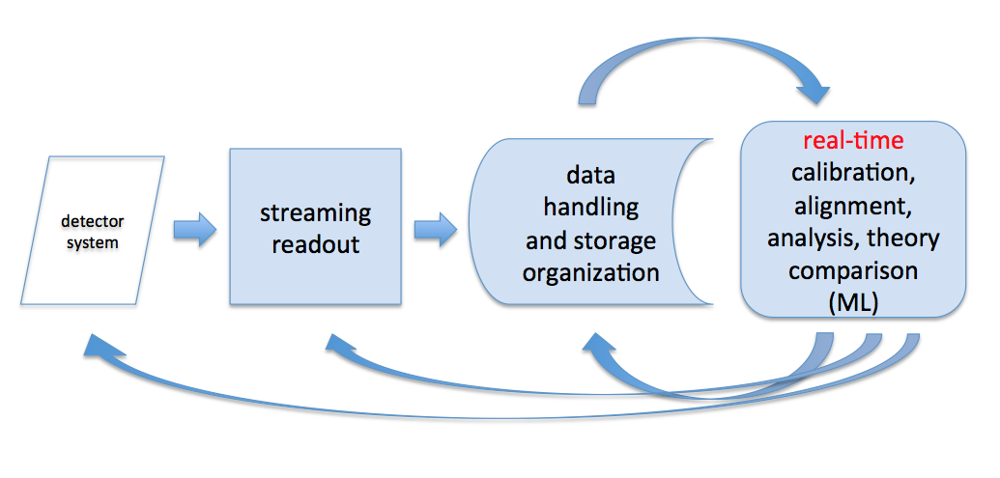 detector
system
streaming
readout
data
handling
and storage
organization
real-time
calibration,
alignment,
analysis, theory
comparison
(ML)